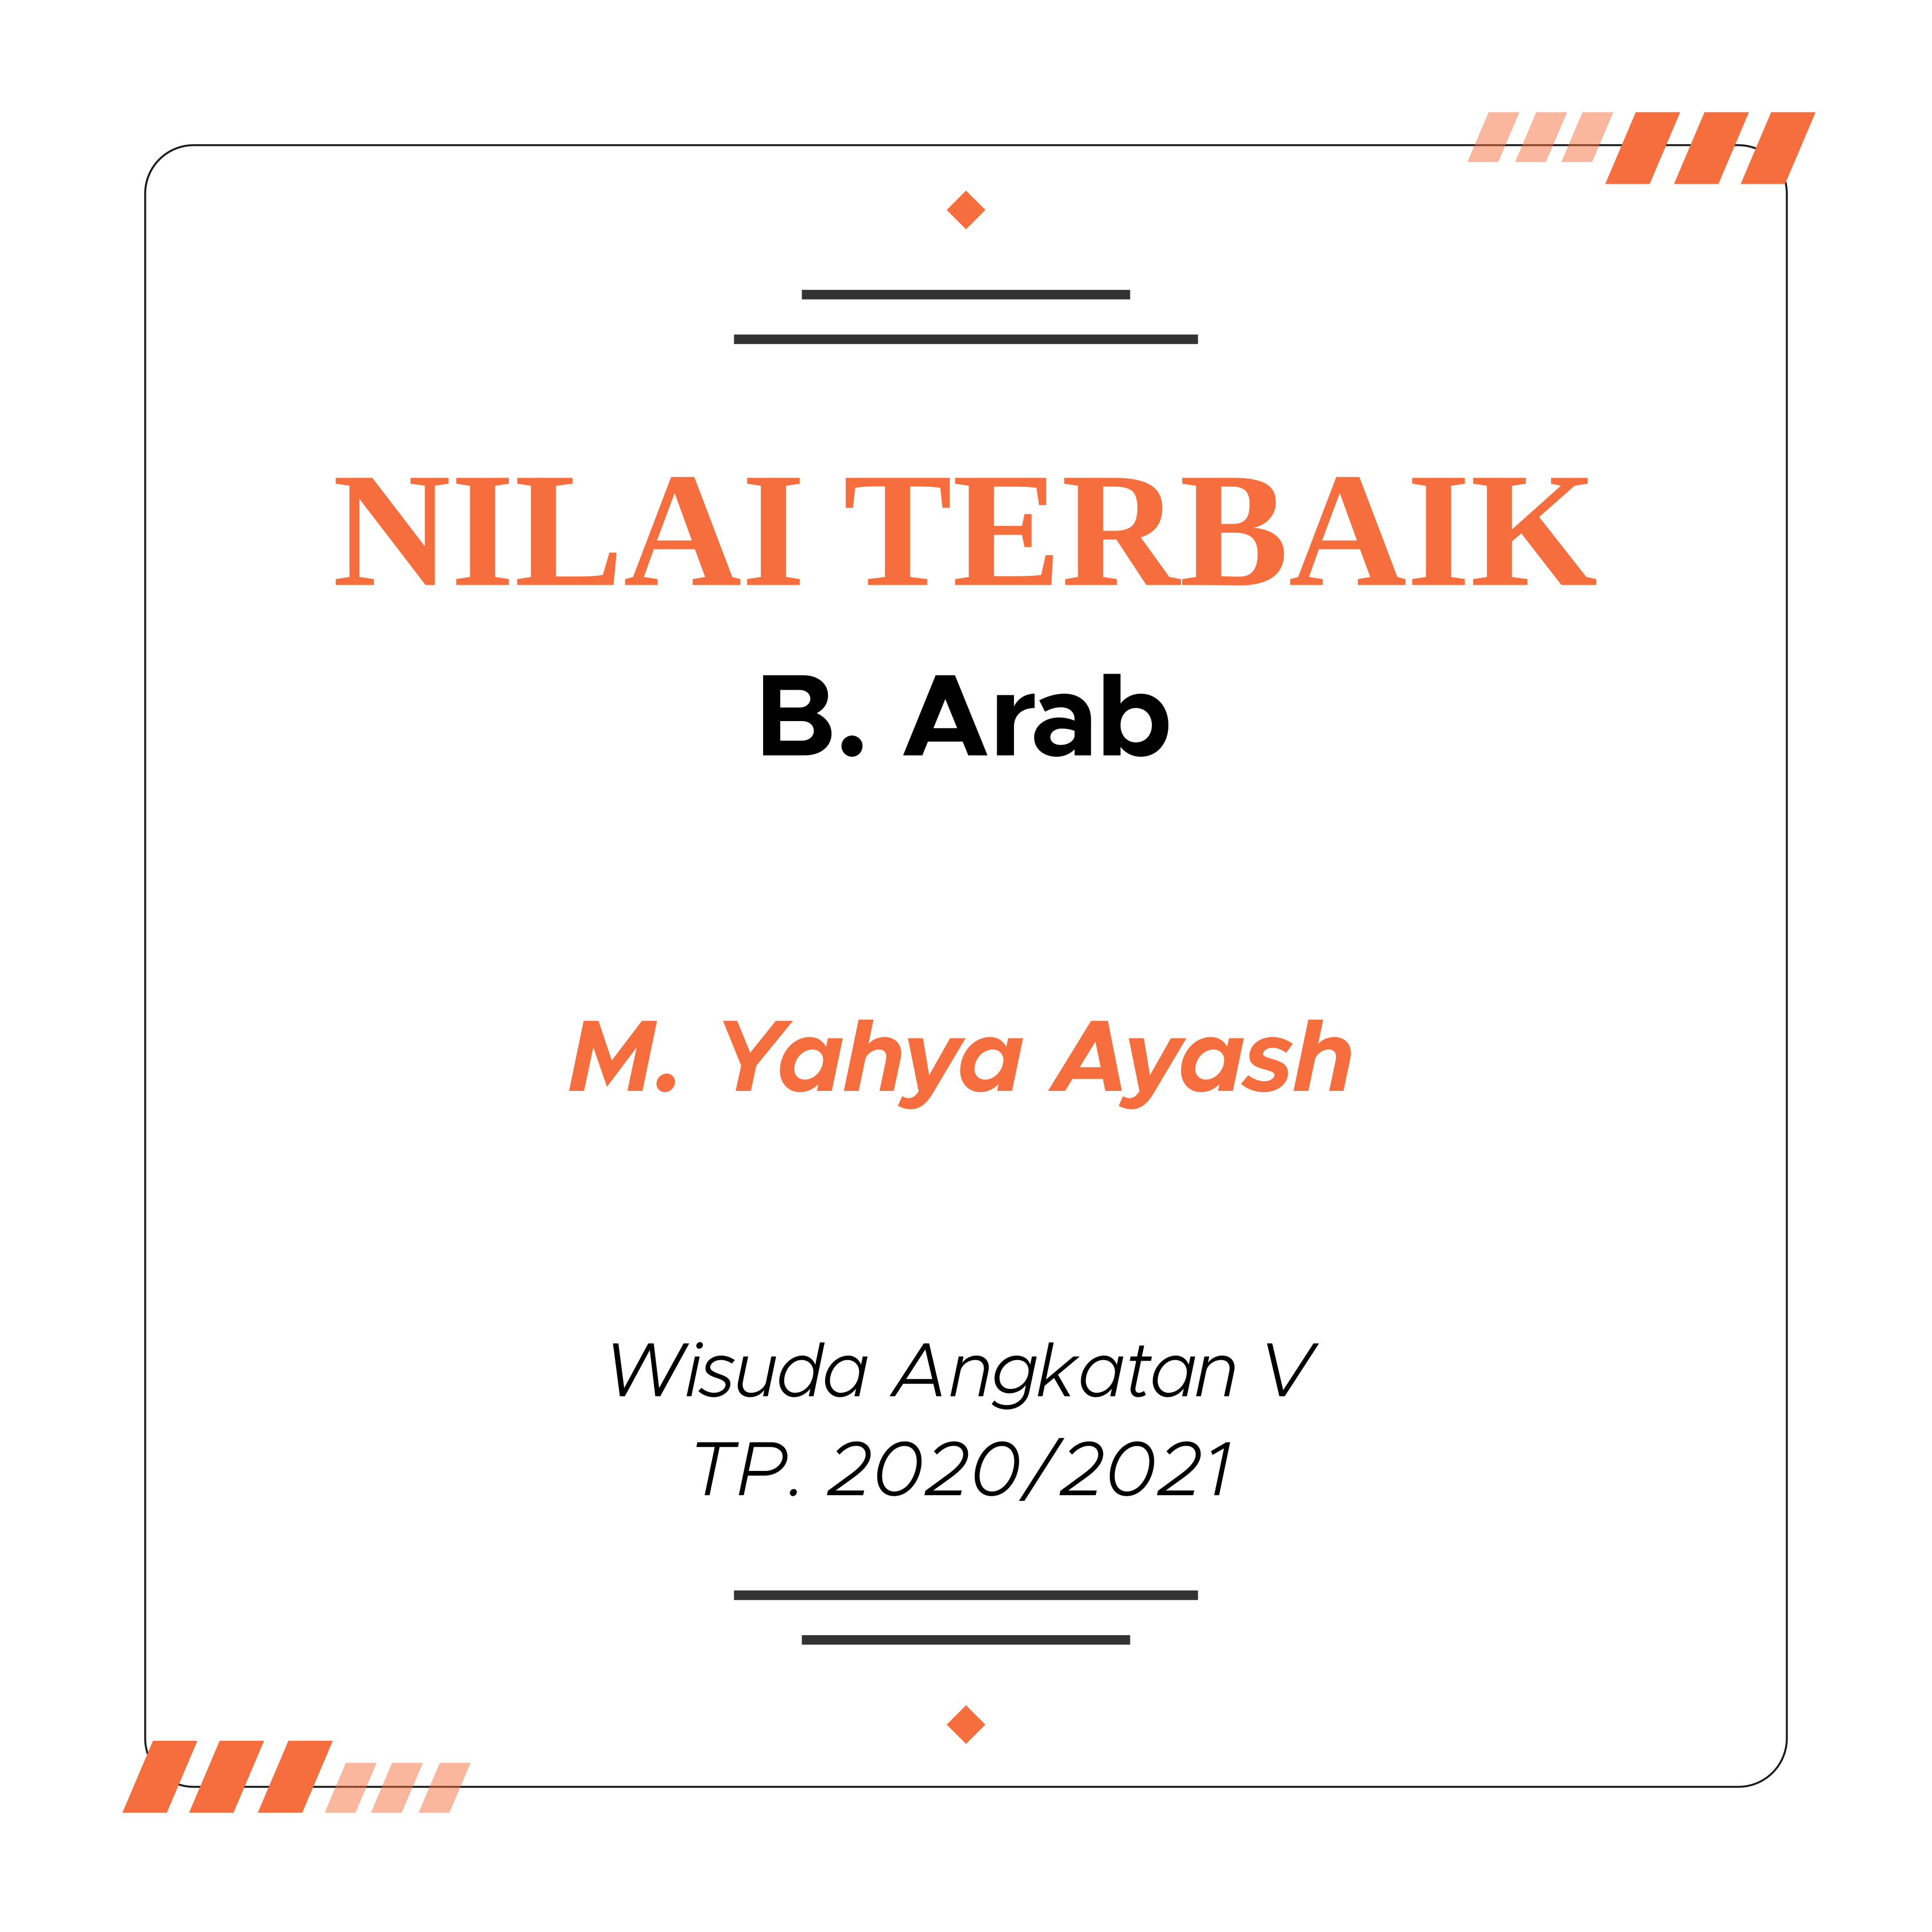 NILAI TERBAIK
B. Arab
M. Yahya Ayash
Wisuda Angkatan V
TP. 2020/2021